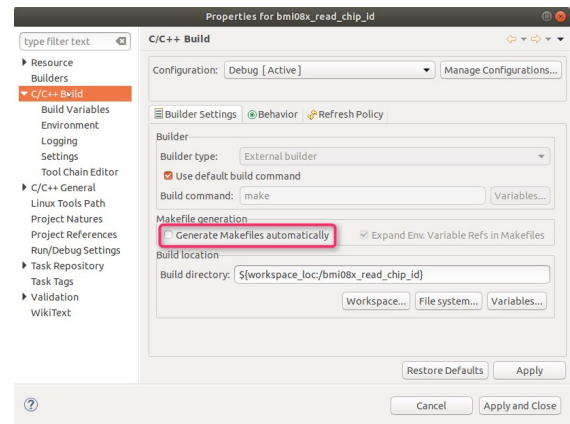 Properties for bmi08x_read_chip_id
type filter text
Resource
Builders
C/C++ Build
Build Variables
Environment
Logging
Settings
Tool Chain Editor
C/C++ General
Linux Tools Path
Project Natures
Project References
Run/Debug Settings
Task Repository
Task Tags
Validation
WikiText
C/C++ Build
Configuration: Debug [ Active ] Manage Configurations...
Builder Settings Behavior Refresh Policy
Builder
Builder type: External builder
Use default build command
Build command: make Variables...
Makefile generation
Generate Makefiles automatically Expand Env. Variable Refs in Makefiles
Build location
Build directory: ${workspace_loc:/bmi08x_read_chip_id}
Workspace... File system... Variables...
Restore Defaults Apply
Cancel Apply and Close